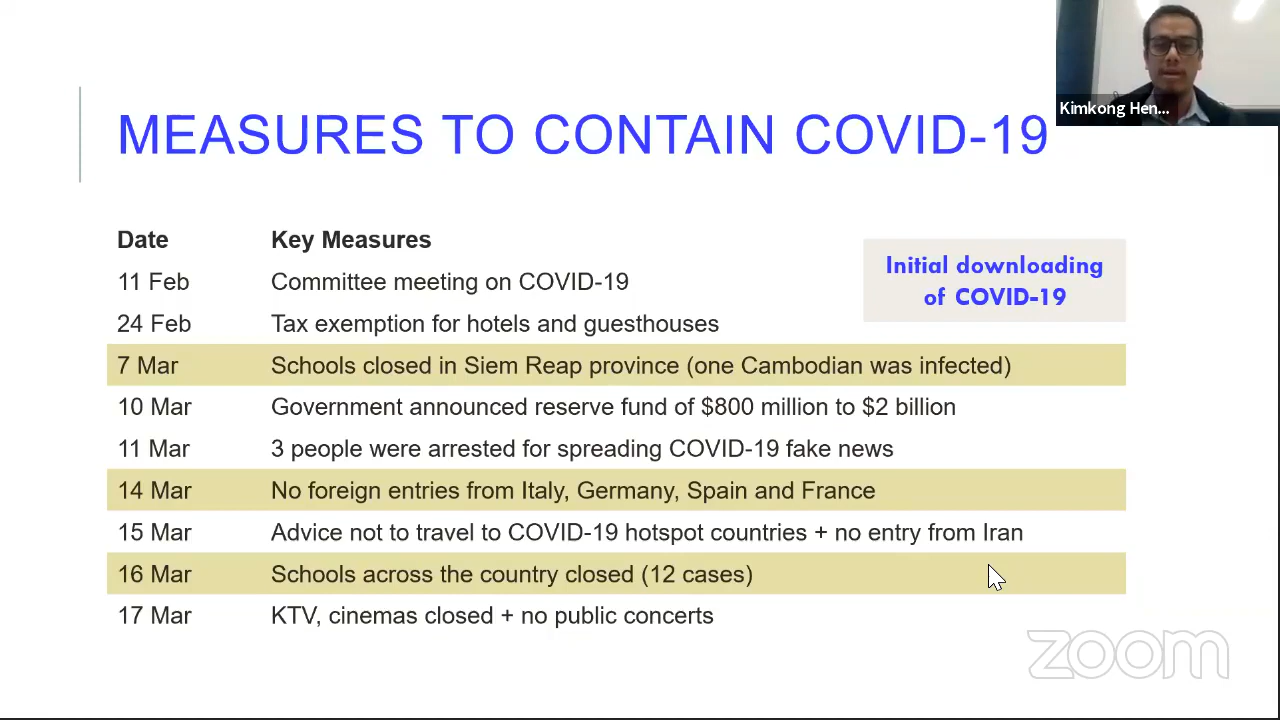 Kimkong Hen...
MEASURES TO CONTAIN COVID-19
Date Key Measures
Initial downloading
of COVID-19
11 Feb Committee meeting on COVID-19
24 Feb Tax exemption for hotels and guesthouses
7 Mar Schools closed in Siem Reap province (one Cambodian was infected)
10 Mar Government announced reserve fund of $800 million to $2 billion
11 Mar 3 people were arrested for spreading COVID-19 fake news
14 Mar No foreign entries from Italy, Germany, Spain and France
15 Mar Advice not to travel to COVID-19 hotspot countries + no entry from Iran
16 Mar Schools across the country closed (12 cases)
17 Mar KTV, cinemas closed + no public concerts
zoom